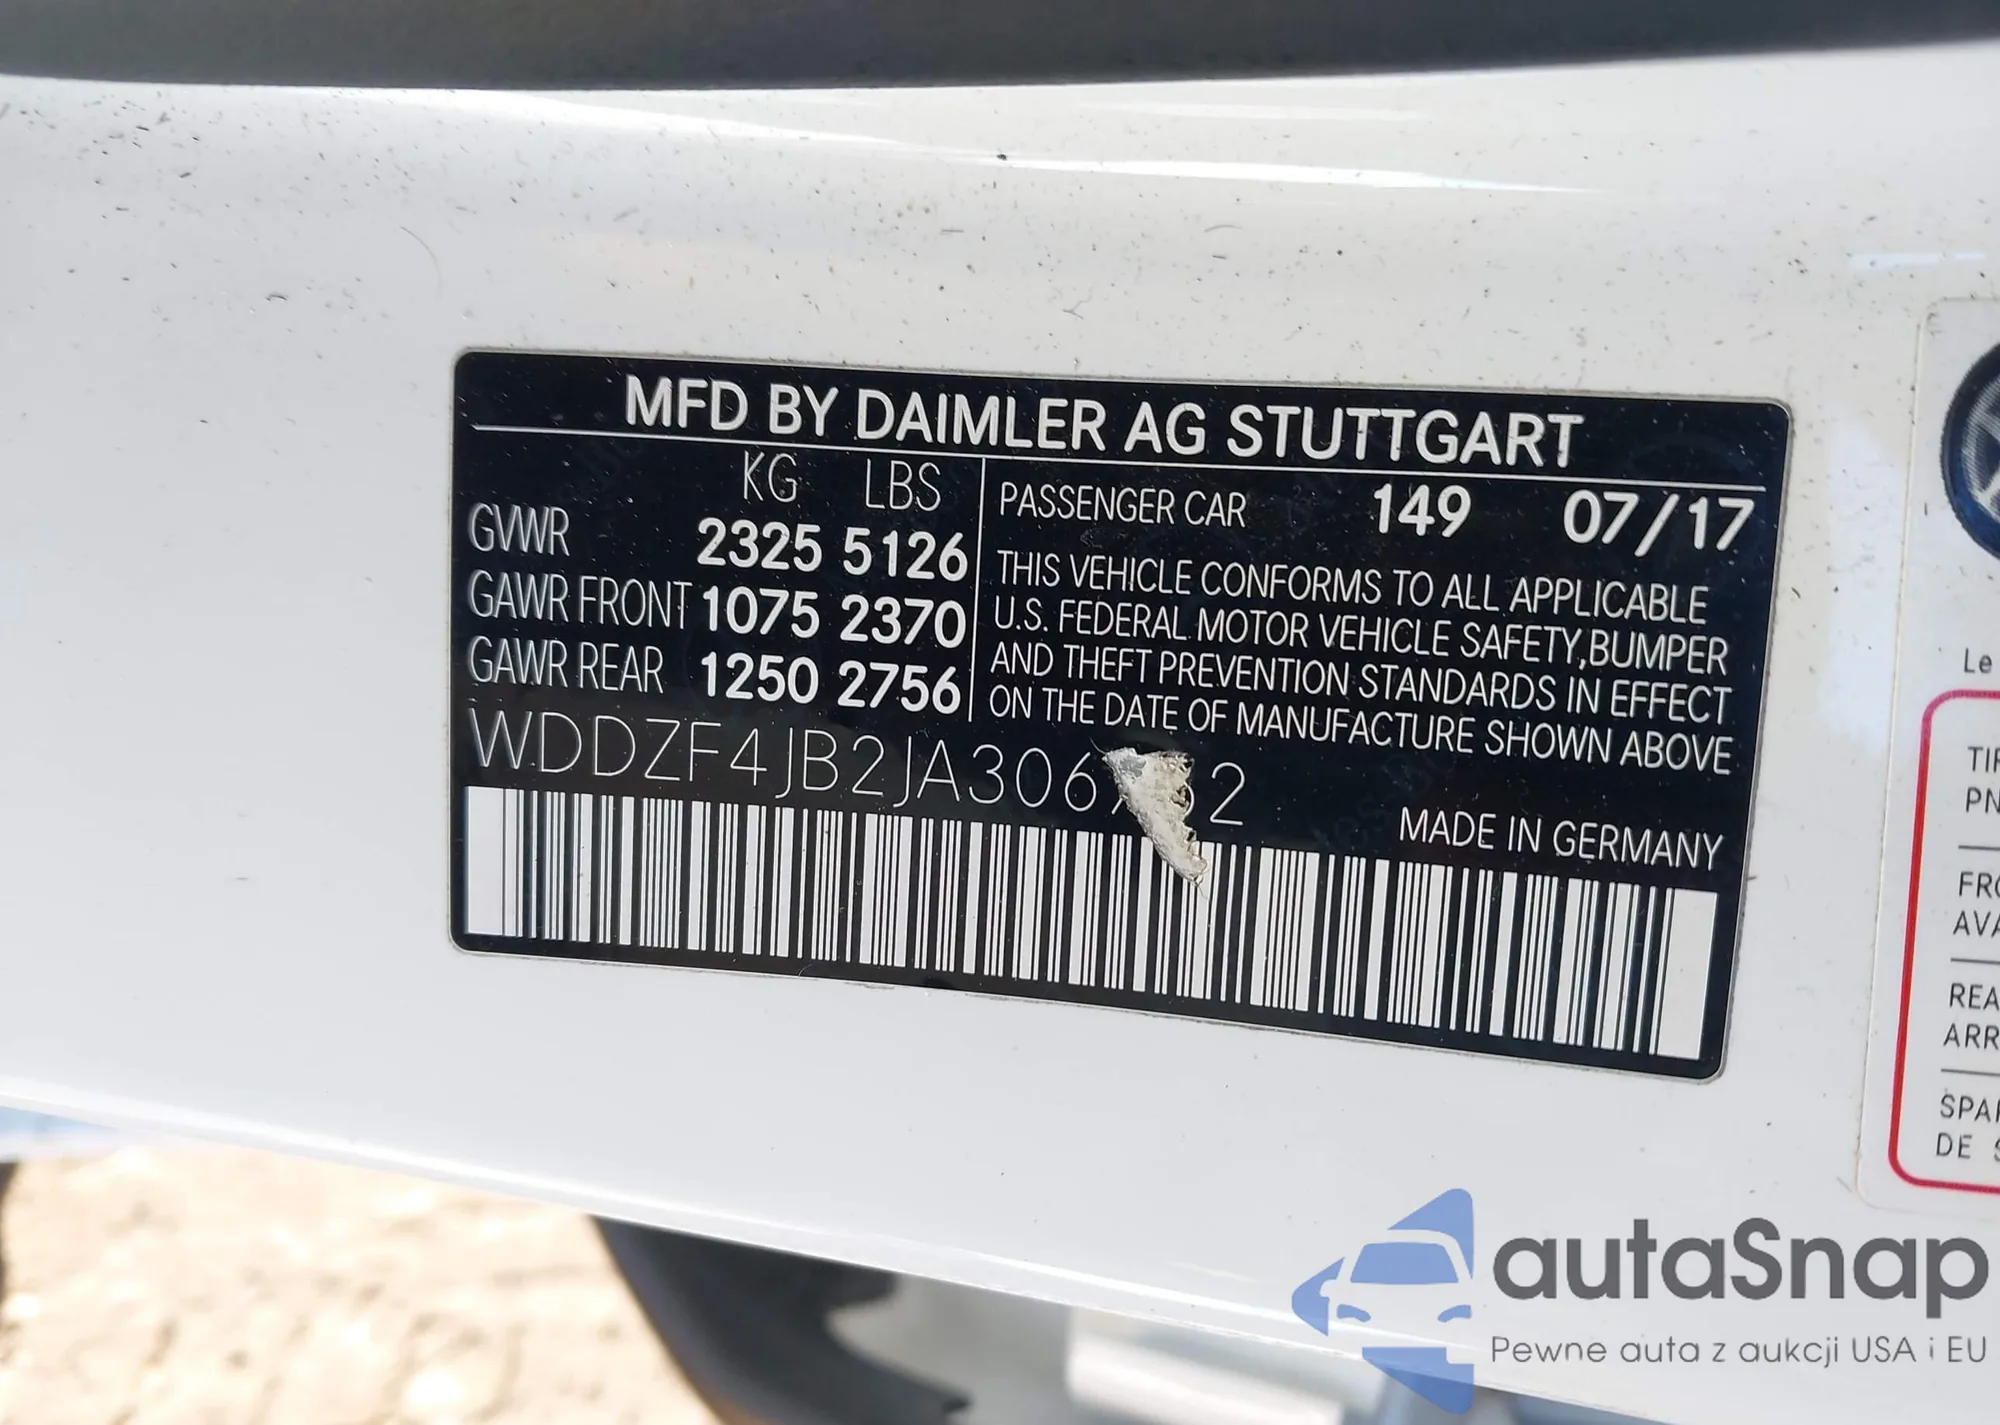 MFD BY DAIMLER AG STUTTGART
KG LBS
GVWR 2325 5126
GAWR FRONT 1075 2370
GAWR REAR 1250 2756
PASSENGER CAR 149 07/17
THIS VEHICLE CONFORMS TO ALL APPLICABLE
U.S. FEDERAL MOTOR VEHICLE SAFETY,BUMPER
AND THEFT PREVENTION STANDARDS IN EFFECT
ON THE DATE OF MANUFACTURE SHOWN ABOVE
MADE IN GERMANY
Le
DE
autaSnap
Pewne auta z aukcji USA i EU